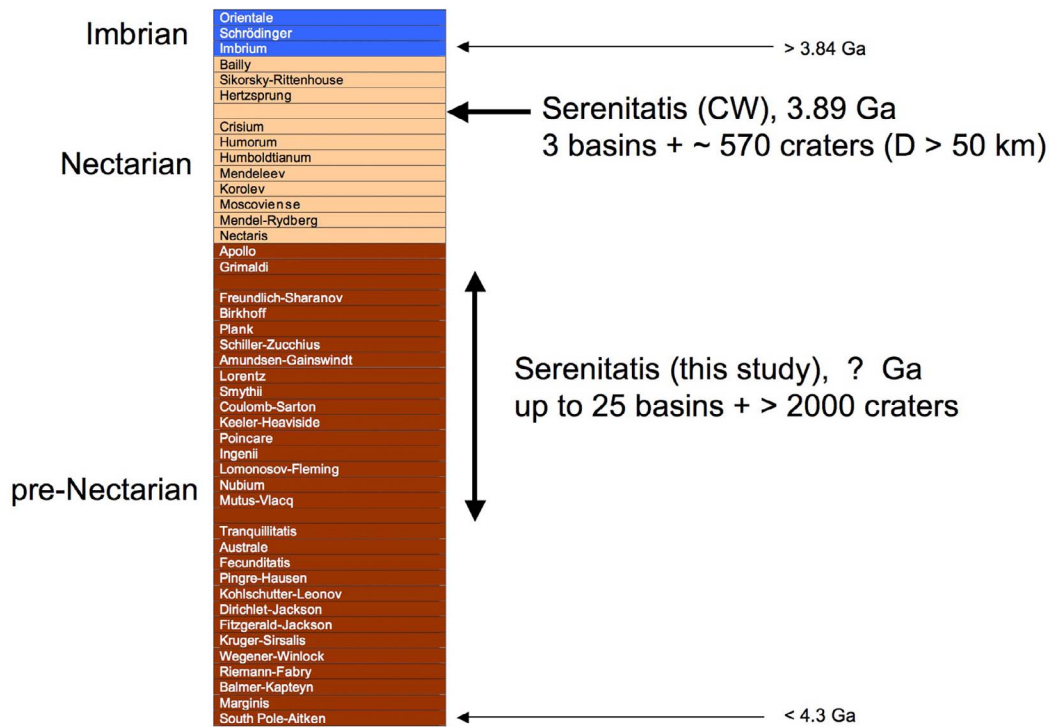 Imbrian
Orientale
Schrödinger
Imbrium
> 3.84 Ga
Nectarian
Bailly
Sikorsky-Rittenhouse
Hertzsprung
Serenitatis (CW), 3.89 Ga
3 basins + ~ 570 craters (D > 50 km)
Crisium
Humorum
Humboldtianum
Mendeleev
Korolev
Moscoviense
Mendel-Rydberg
Nectaris
pre-Nectarian
Apollo
Grimaldi
Freundlich-Sharanov
Birkhoff
Plank
Schiller-Zucchius
Amundsen-Gainswindt
Lorentz
Smythii
Coulomb-Sarton
Keeler-Heaviside
Poincare
Ingenii
Lomonosov-Fleming
Nubium
Mutus-Vlacq
Serenitatis (this study), ? Ga
up to 25 basins + > 2000 craters
Tranquillitatis
Australe
Fecunditatis
Pingre-Hausen
Kohlschutter-Leonov
Dirichlet-Jackson
Fitzgerald-Jackson
Kruger-Sirsalis
Wegener-Winlock
Riemann-Fabry
Balmer-Kapteyn
Marginis
South Pole-Aitken
< 4.3 Ga